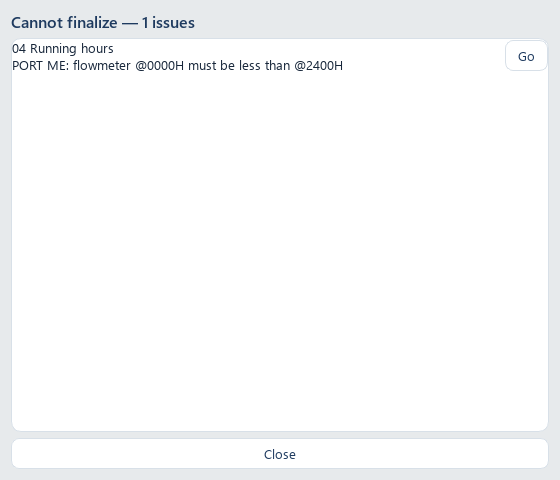 Cannot finalize — 1 issues
04 Running hours
PORT ME: flowmeter @0000H must be less than @2400H
Go
Close